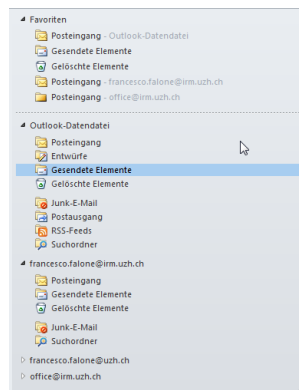 Favoriten
Posteingang - Outlook-Datendatei
Gesendete Elemente
Gelöschte Elemente
Posteingang - francesco.falone@irm.uzh.ch
Posteingang - office@irm.uzh.ch
Outlook-Datendatei
Posteingang
Entwürfe
Gesendete Elemente
Gelöschte Elemente
Junk-E-Mail
Postausgang
RSS-Feeds
Suchordner
francesco.falone@irm.uzh.ch
Posteingang
Gesendete Elemente
Gelöschte Elemente
Junk-E-Mail
Suchordner
francesco.falone@uzh.ch
office@irm.uzh.ch